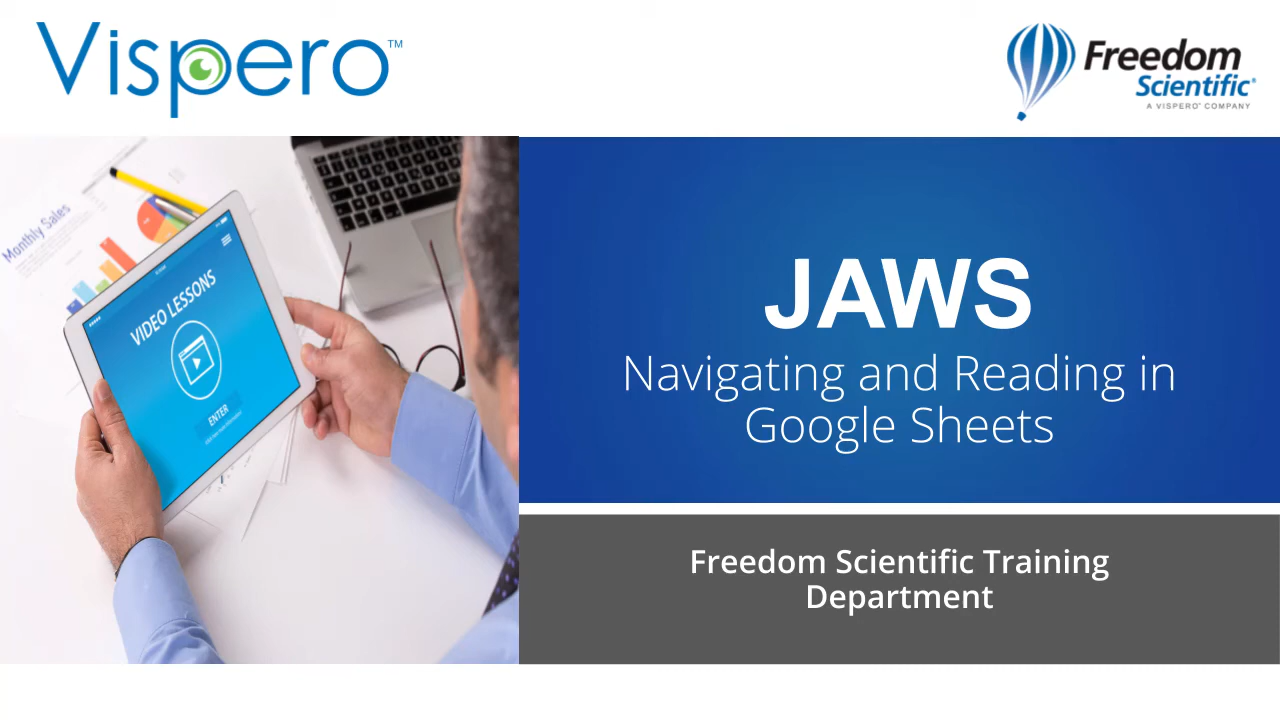 Vispero™
Freedom
Scientific®
A VISPERO® COMPANY
Monthly Sales
VIDEO LESSONS
ENTER
JAWS
Navigating and Reading in
Google Sheets
Freedom Scientific Training
Department